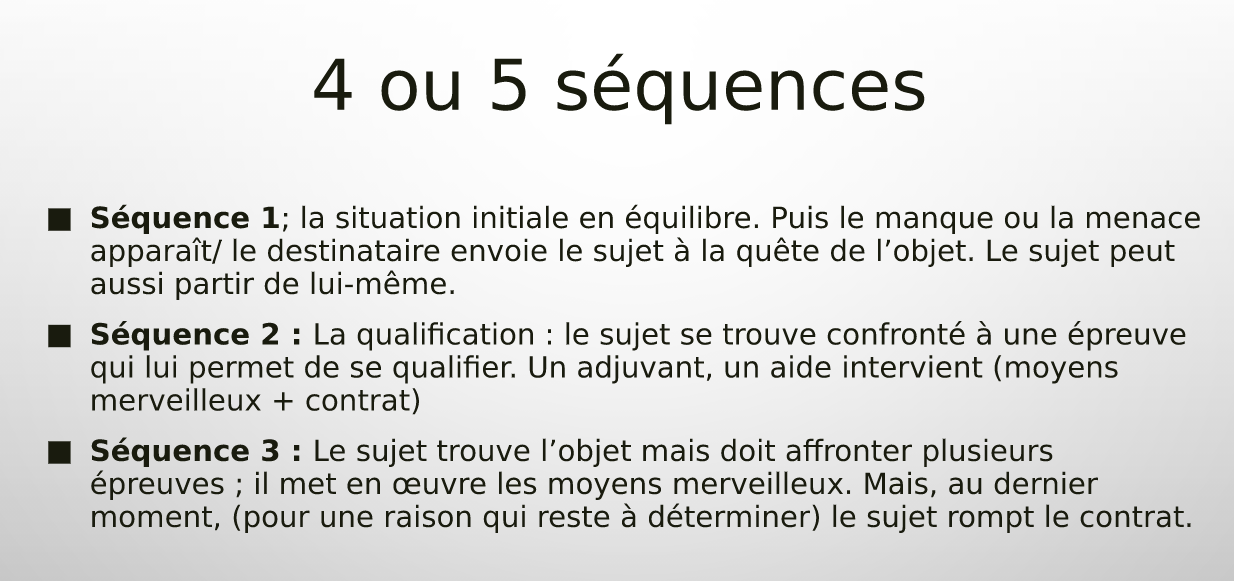 4 ou 5 séquences
■ Séquence 1; la situation initiale en équilibre. Puis le manque ou la menace
apparaît/ le destinataire envoie le sujet à la quête de l’objet. Le sujet peut
aussi partir de lui-même.
■ Séquence 2 : La qualification : le sujet se trouve confronté à une épreuve
qui lui permet de se qualifier. Un adjuvant, un aide intervient (moyens
merveilleux + contrat)
■ Séquence 3 : Le sujet trouve l’objet mais doit affronter plusieurs
épreuves ; il met en œuvre les moyens merveilleux. Mais, au dernier
moment, (pour une raison qui reste à déterminer) le sujet rompt le contrat.